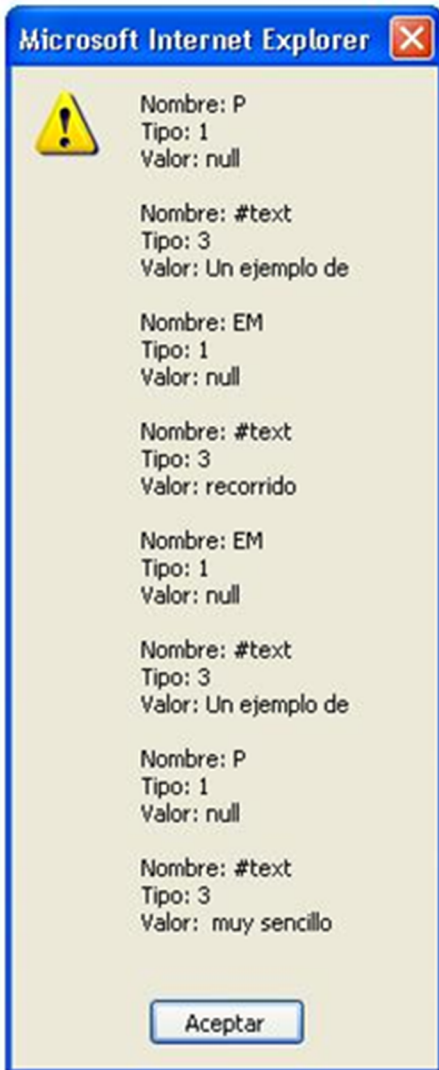 Microsoft Internet Explorer
Nombre: P
Tipo: 1
Valor: null
Nombre: #text
Tipo: 3
Valor: Un ejemplo de
Nombre: EM
Tipo: 1
Valor: null
Nombre: #text
Tipo: 3
Valor: recorrido
Nombre: EM
Tipo: 1
Valor: null
Nombre: #text
Tipo: 3
Valor: Un ejemplo de
Nombre: P
Tipo: 1
Valor: null
Nombre: #text
Tipo: 3
Valor:  muy sencillo
Aceptar